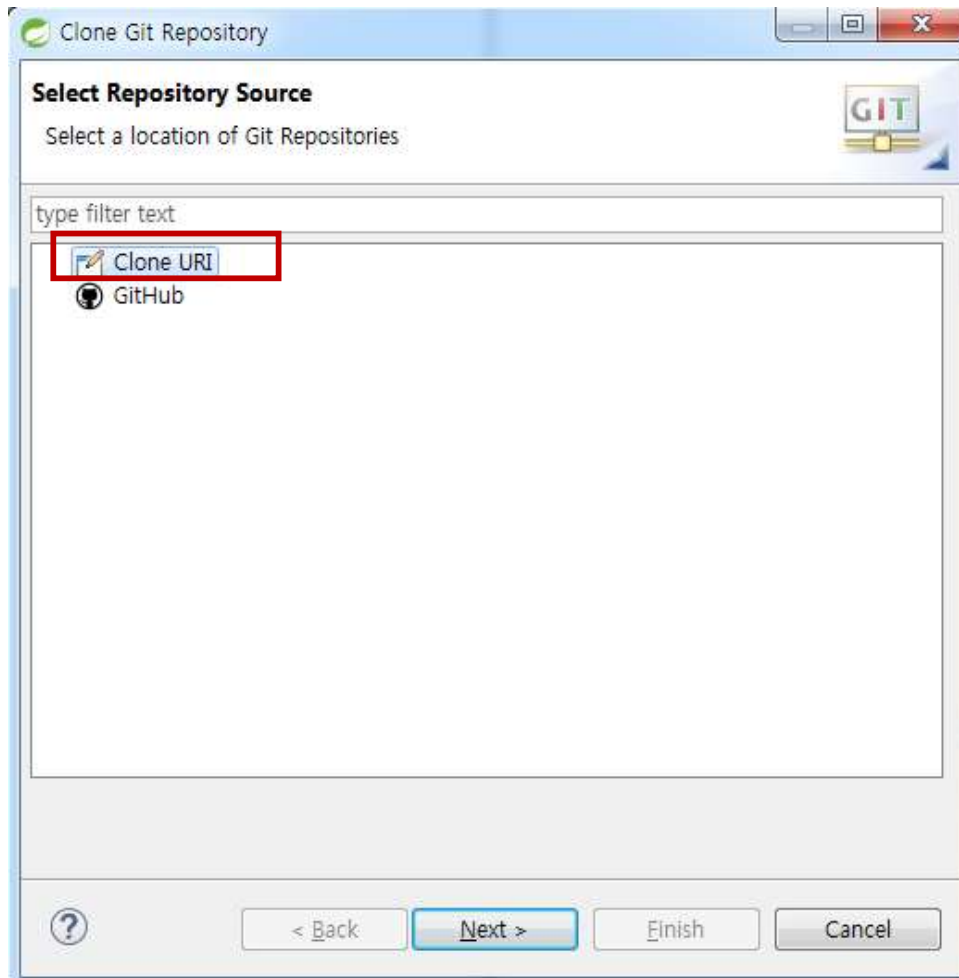 Clone Git Repository
Select Repository Source
Select a location of Git Repositories
GIT
type filter text
Clone URI
GitHub
? < Back Next > Finish Cancel